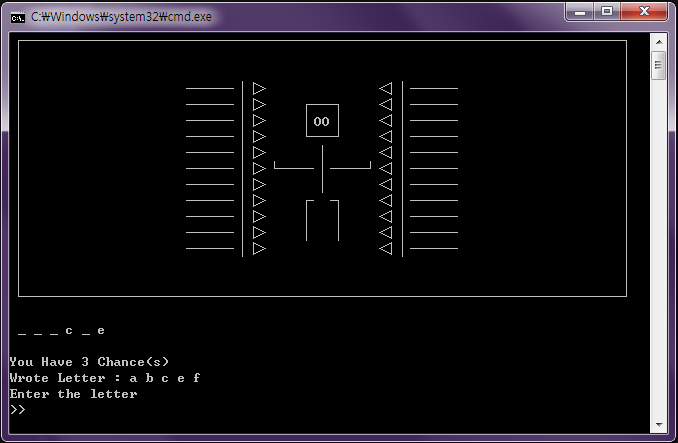 C:₩Windows₩system32₩cmd.exe
OO
_ _ _ c _ e
You Have 3 Chance(s)
Wrote Letter : a b c e f
Enter the letter
>>